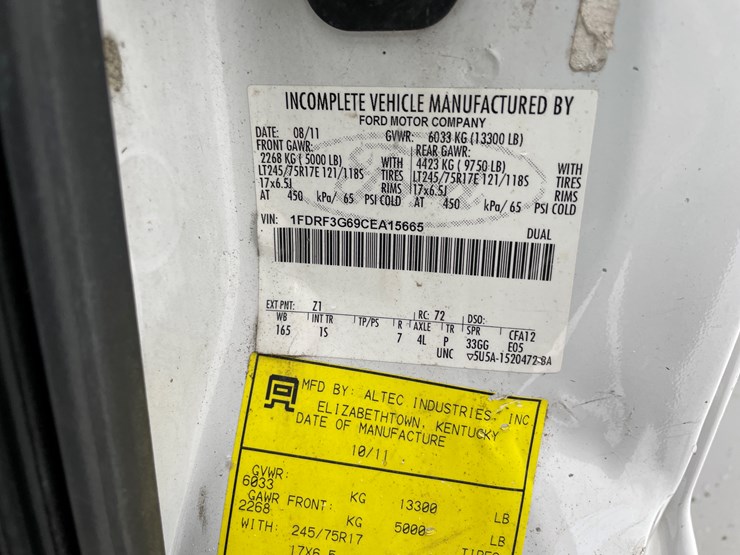 INCOMPLETE VEHICLE MANUFACTURED BY
FORD MOTOR COMPANY
DATE: 08/11 GVWR: 6033 KG (13300 LB)
FRONT GAWR: REAR GAWR:
2268 KG ( 5000 LB) WITH 4423 KG ( 9750 LB) WITH
LT245/75R17E 121/118S TIRES LT245/75R17E 121/118S TIRES
17x6.5J RIMS 17x6.5J RIMS
AT 450 kPa/ 65 PSI COLD AT 450 kPa/ 65 PSI COLD
VIN: 1FDRF3G69CEA15665 DUAL
EXT PNT: Z1 RC: 72 DSO:
WB INT TR TP/PS R AXLE TR SPR CFA12
165 1S 7 4L P 33GG E05
UNC ▽5U5A-1520472-BA
MFD BY: ALTEC INDUSTRIES, INC
ELIZABETHTOWN, KENTUCKY
DATE OF MANUFACTURE
10/11
GVWR:
6033 KG 13300 LB
GAWR FRONT:
2268 KG 5000 LB
WITH: 245/75R17 TIRES
17X6.5